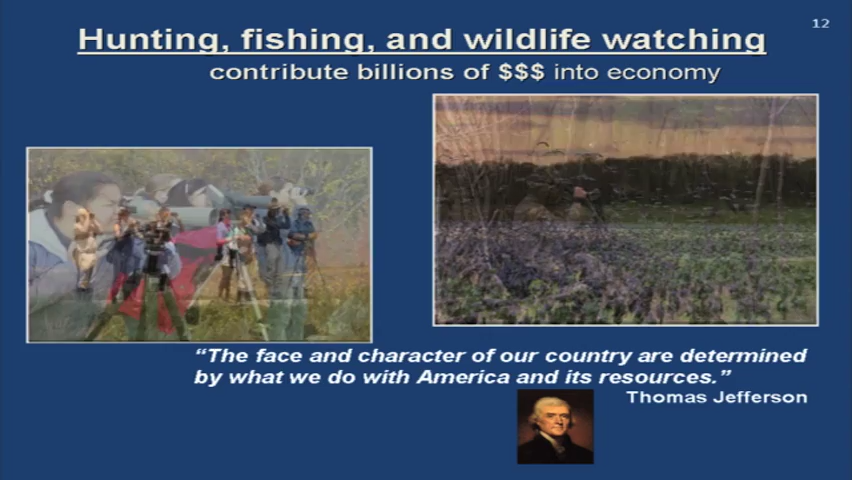 12
Hunting, fishing, and wildlife watching
contribute billions of $$$ into economy
“The face and character of our country are determined
by what we do with America and its resources.”
Thomas Jefferson